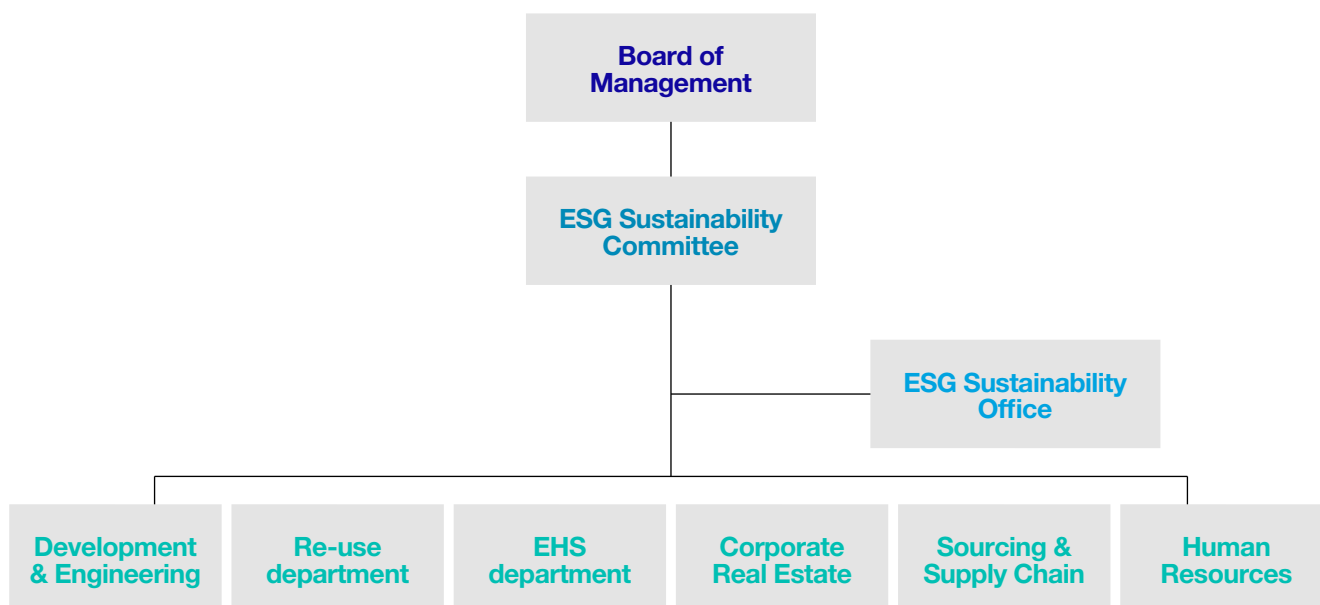 Board of
Management
ESG Sustainability
Committee
ESG Sustainability
Office
Development
& Engineering
Re-use
department
EHS
department
Corporate
Real Estate
Sourcing &
Supply Chain
Human
Resources